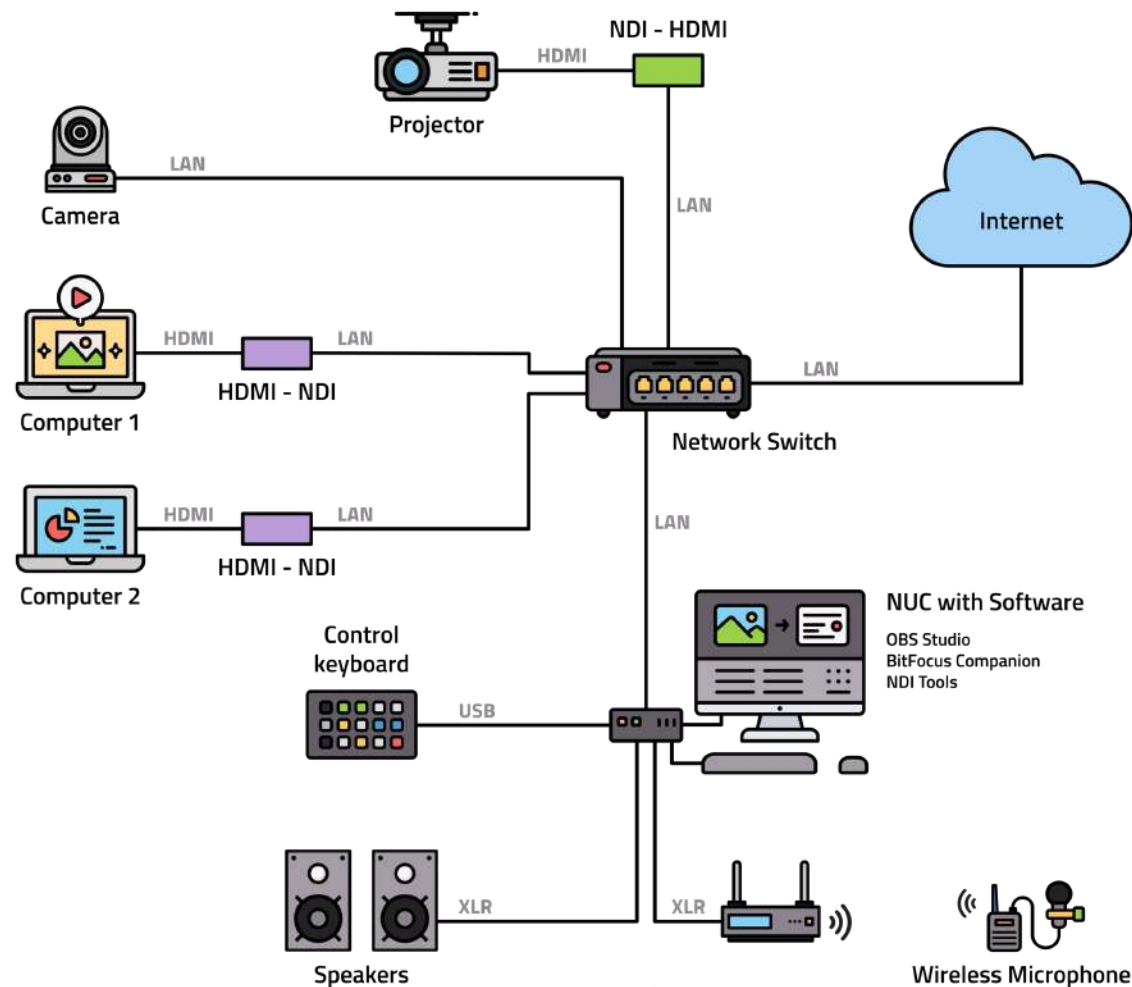 NDI - HDMI
HDMI
Projector
LAN
Camera
LAN
Internet
HDMI
LAN
HDMI - NDI
Computer 1
LAN
Network Switch
HDMI
LAN
HDMI - NDI
Computer 2
LAN
NUC with Software
OBS Studio
BitFocus Companion
NDI Tools
Control
keyboard
USB
XLR
XLR
Speakers
Wireless Microphone